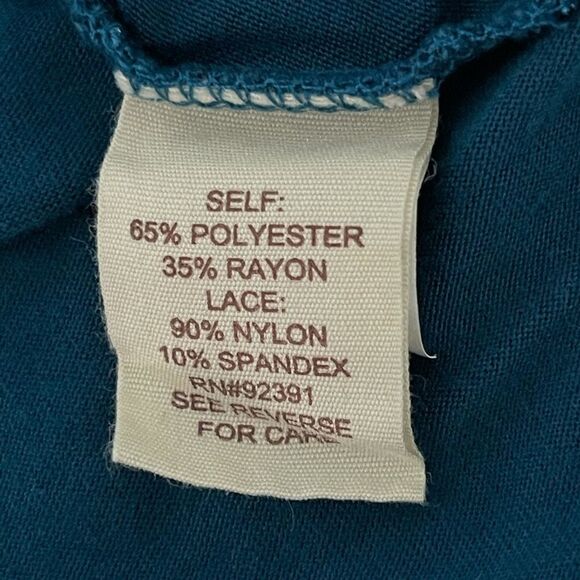 SELF:
65% POLYESTER
35% RAYON
LACE:
90% NYLON
10% SPANDEX
RN#92391
SEE REVERSE
FOR CARE